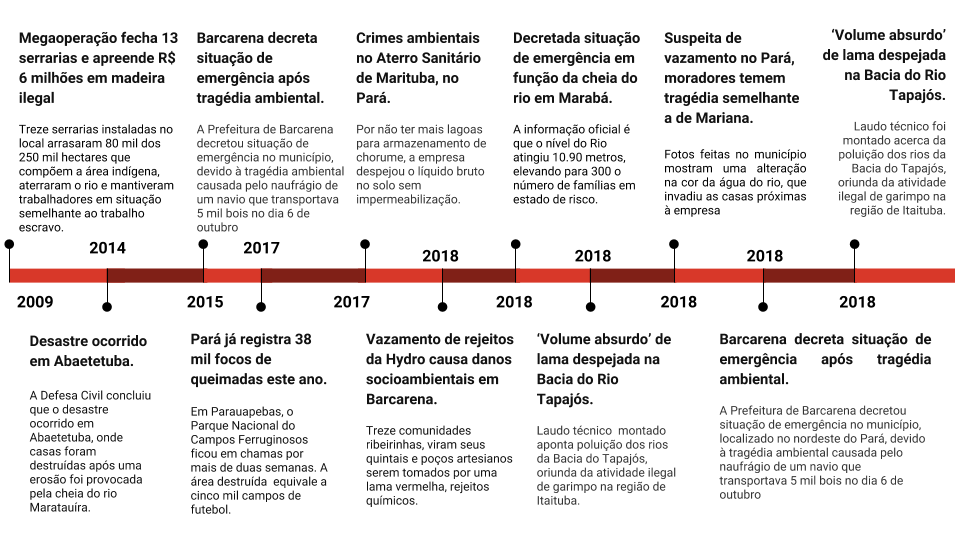 Megaoperação fecha 13
serrarias e apreende R$
6 milhões em madeira
ilegal
Treze serrarias instaladas no
local arrasaram 80 mil dos
250 mil hectares que
compõem a área indígena,
aterraram o rio e mantiveram
trabalhadores em situação
semelhante ao trabalho
escravo.
Barcarena decreta
situação de
emergência após
tragédia ambiental.
A Prefeitura de Barcarena
decretou situação de
emergência no município,
devido à tragédia ambiental
causada pelo naufrágio de
um navio que transportava
5 mil bois no dia 6 de
outubro
Crimes ambientais
no Aterro Sanitário
de Marituba, no
Pará.
Por não ter mais lagoas
para armazenamento de
chorume, a empresa
despejou o líquido bruto
no solo sem
impermeabilização.
Decretada situação
de emergência em
função da cheia do
rio em Marabá.
A informação oficial é
que o nível do Rio
atingiu 10.90 metros,
elevando para 300 o
número de famílias em
estado de risco.
Suspeita de
vazamento no Pará,
moradores temem
tragédia semelhante
a de Mariana.
Fotos feitas no município
mostram uma alteração
na cor da água do rio, que
invadiu as casas próximas
à empresa
‘Volume absurdo’
de lama despejada
na Bacia do Rio
Tapajós.
Laudo técnico foi
montado acerca da
poluição dos rios da
Bacia do Tapajós,
oriunda da atividade
ilegal de garimpo na
região de Itaituba.
2014
2017
2018
2018
2018
2009
2015
2017
2018
2018
2018
Desastre ocorrido
em Abaetetuba.
A Defesa Civil concluiu
que o desastre
ocorrido em
Abaetetuba, onde
casas foram
destruídas após uma
erosão foi provocada
pela cheia do rio
Maratauíra.
Pará já registra 38
mil focos de
queimadas este ano.
Em Parauapebas, o
Parque Nacional do
Campos Ferruginosos
ficou em chamas por
mais de duas semanas. A
área destruída equivale a
cinco mil campos de
futebol.
Vazamento de rejeitos
da Hydro causa danos
socioambientais em
Barcarena.
Treze comunidades
ribeirinhas, viram seus
quintais e poços artesianos
serem tomados por uma
lama vermelha, rejeitos
químicos.
‘Volume absurdo’ de
lama despejada na
Bacia do Rio
Tapajós.
Laudo técnico montado
aponta poluição dos rios
da Bacia do Tapajós,
oriunda da atividade ilegal
de garimpo na região de
Itaituba.
Barcarena decreta situação de
emergência após tragédia
ambiental.
A Prefeitura de Barcarena decretou
situação de emergência no município,
localizado no nordeste do Pará, devido
à tragédia ambiental causada pelo
naufrágio de um navio que
transportava 5 mil bois no dia 6 de
outubro